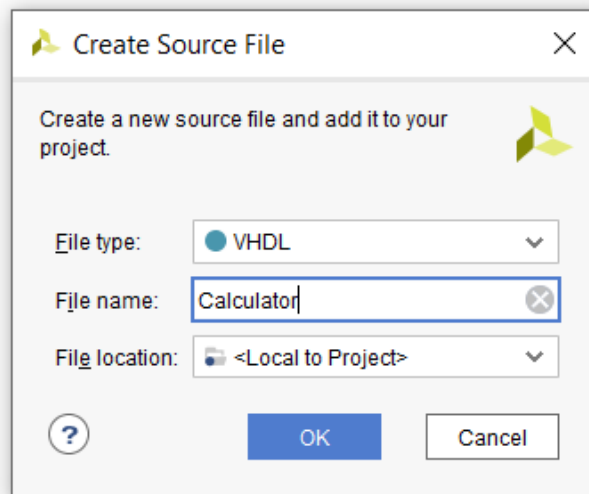 Create Source File
Create a new source file and add it to your
project.
File type: VHDL
File name: Calculator
File location: <Local to Project>
? OK Cancel